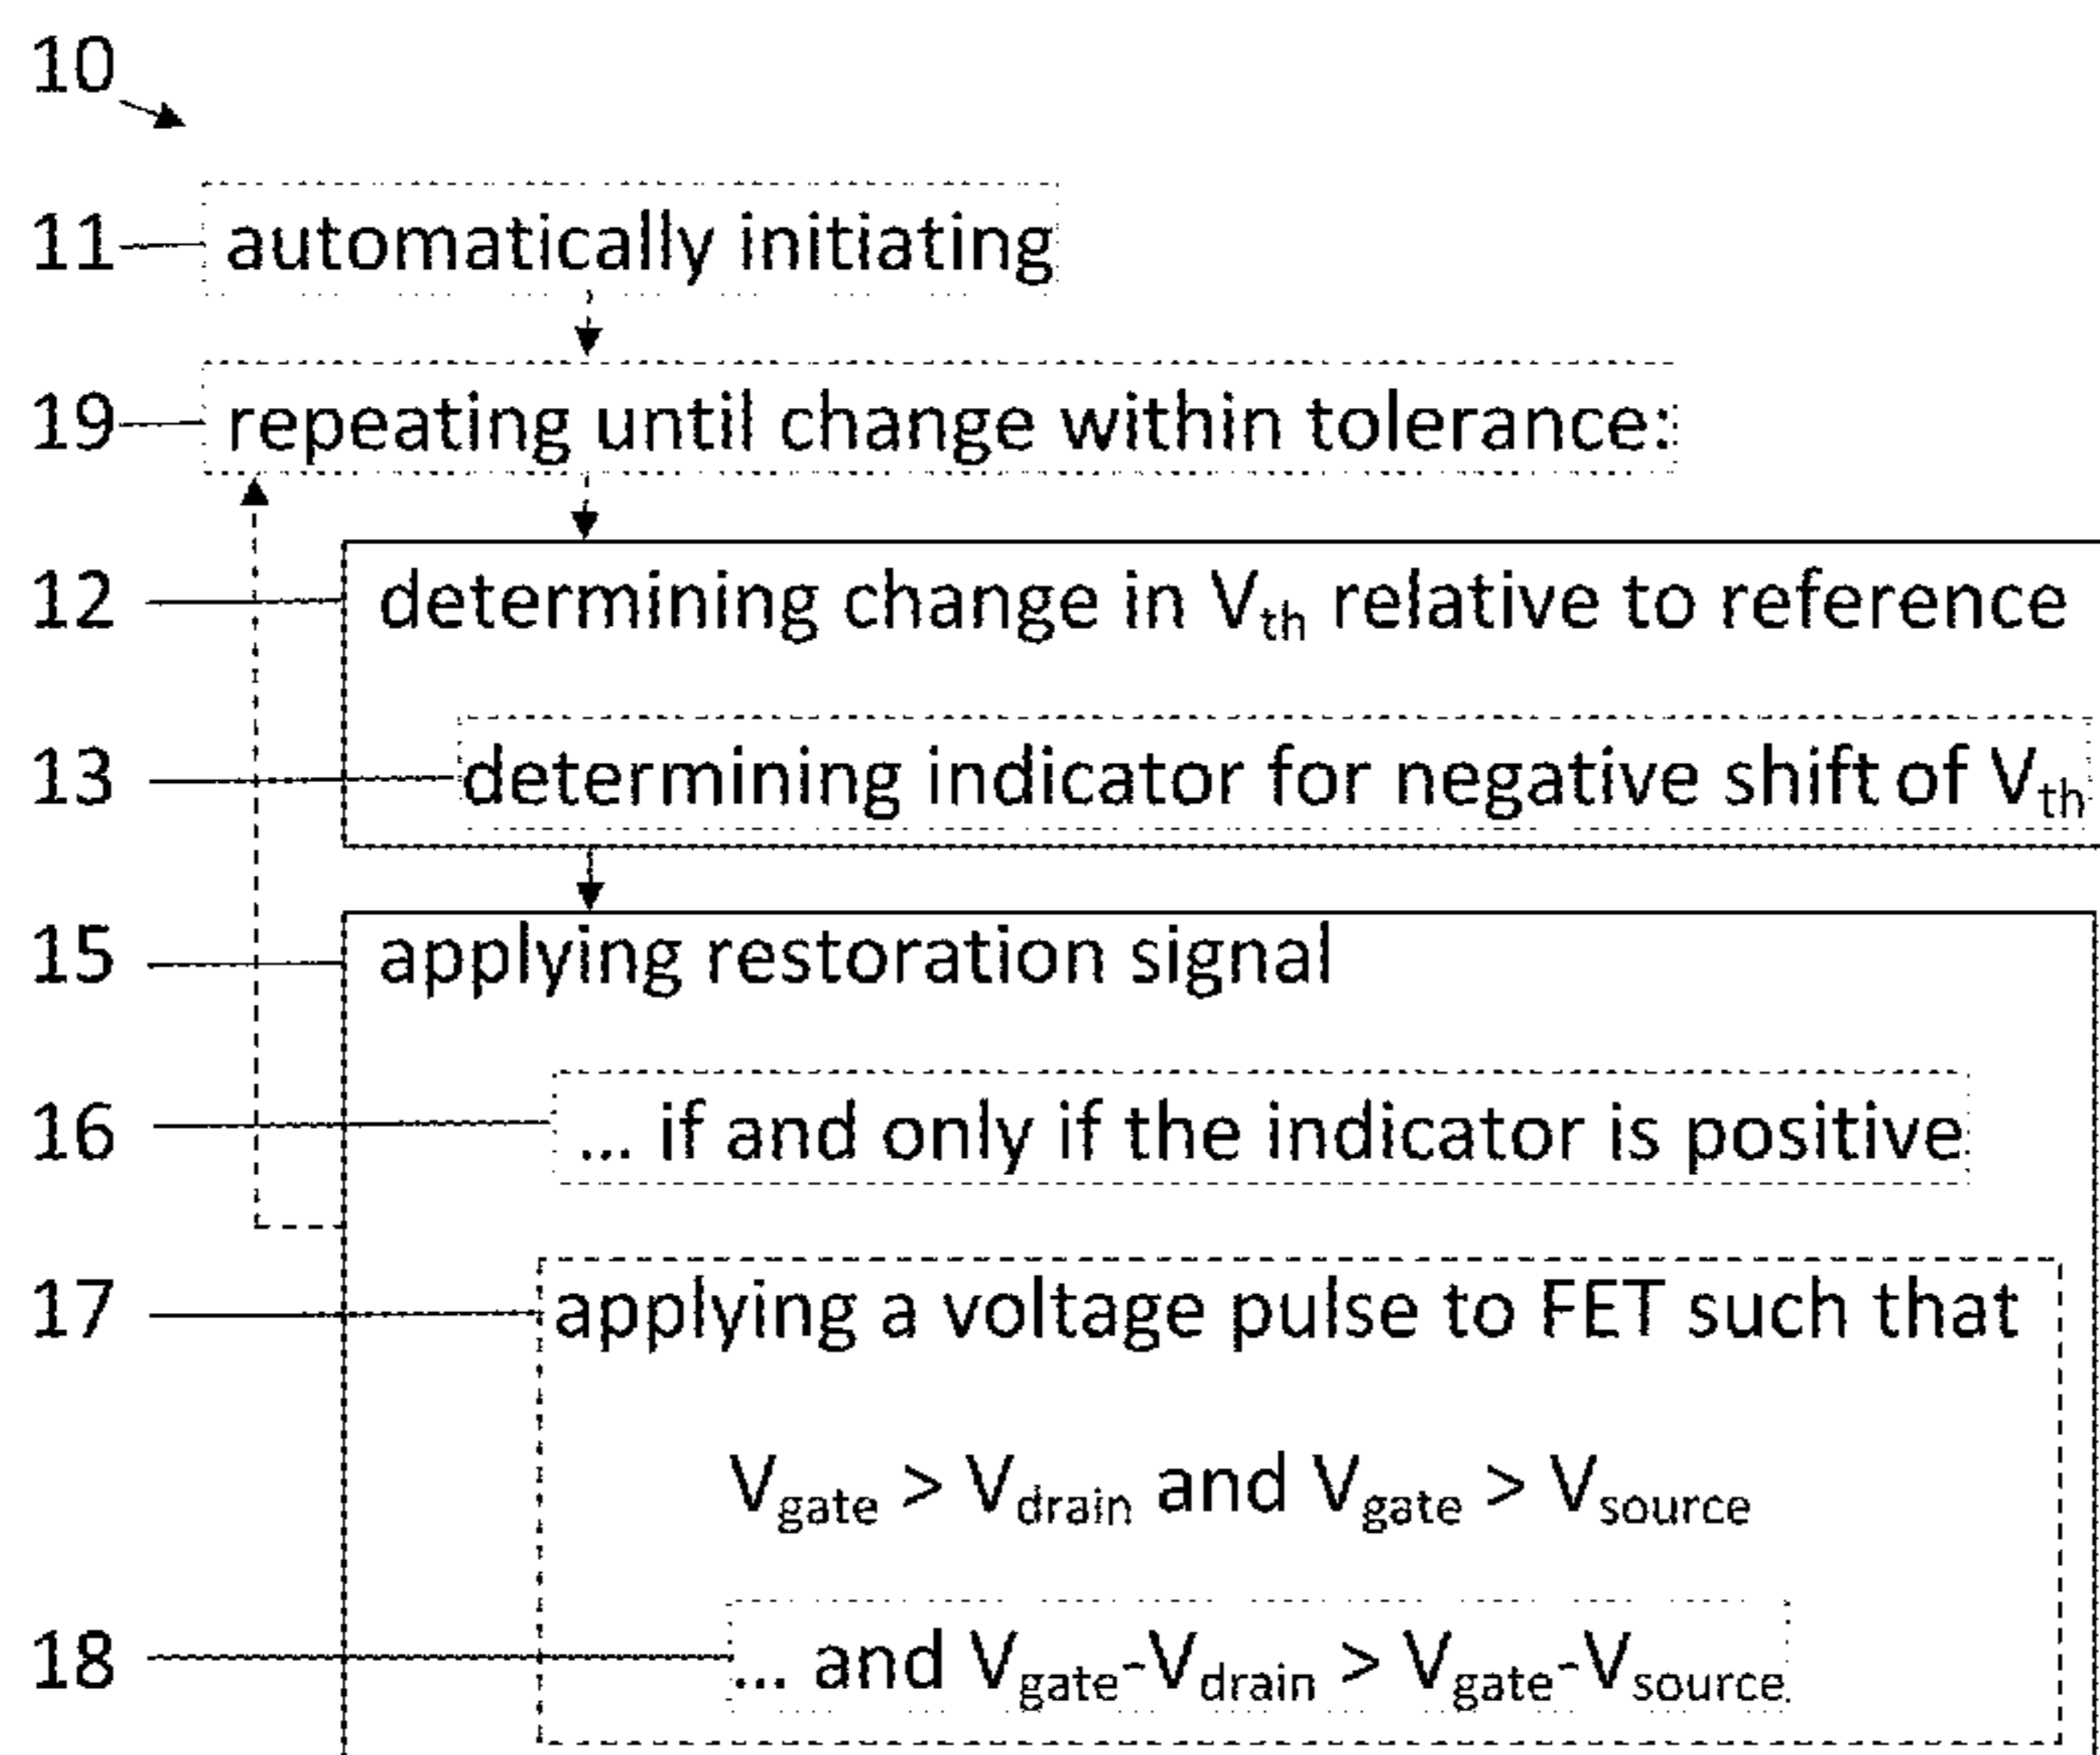 10
11 automatically initiating
19 repeating until change within tolerance:
12 determining change in Vth relative to reference
13 determining indicator for negative shift of Vth
15 applying restoration signal
16 ... if and only if the indicator is positive
17 applying a voltage pulse to FET such that
Vgate > Vdrain and Vgate > Vsource
18 ... and Vgate-Vdrain > Vgate-Vsource